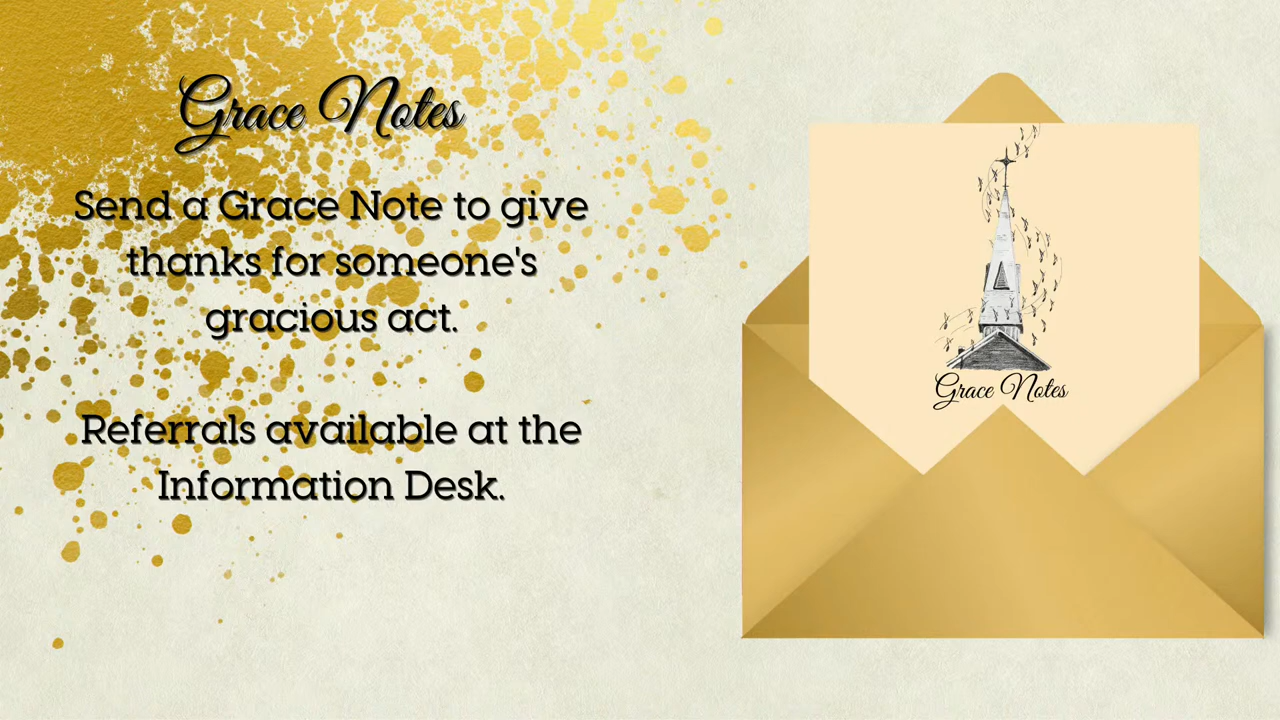 Grace Notes
Send a Grace Note to give
thanks for someone's
gracious act.
Referrals available at the
Information Desk.
Grace Notes